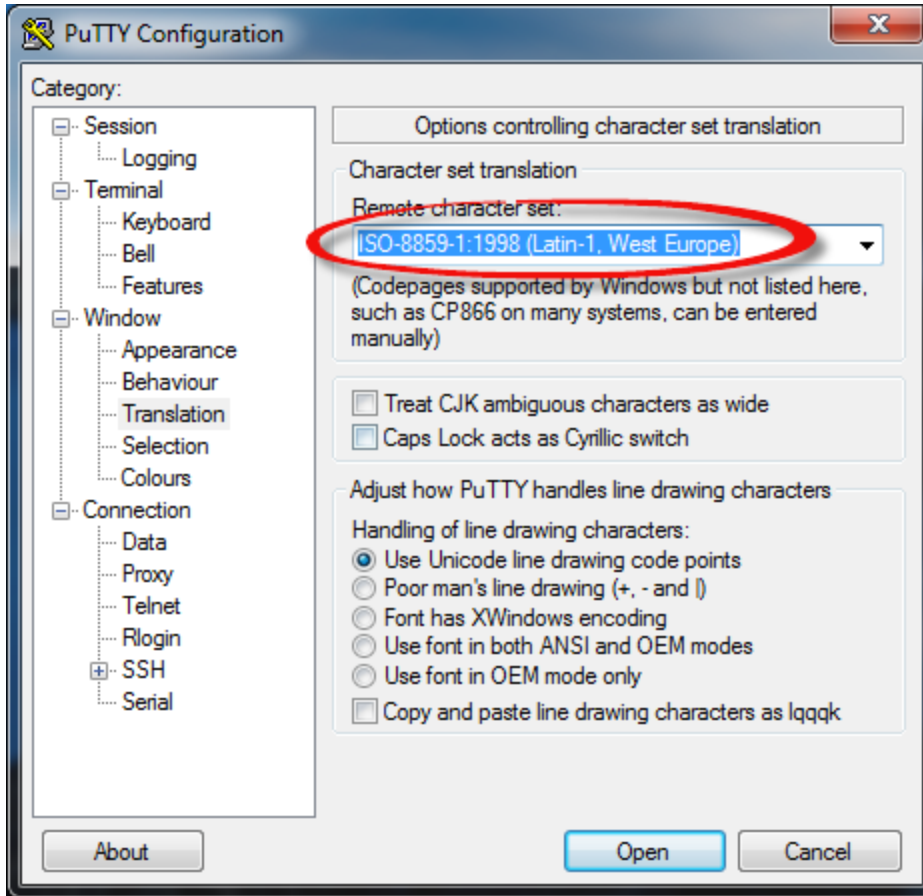 PuTTY Configuration
Category:
Session
Logging
Terminal
Keyboard
Bell
Features
Window
Appearance
Behaviour
Translation
Selection
Colours
Connection
Data
Proxy
Telnet
Rlogin
SSH
Serial
Options controlling character set translation
Character set translation
Remote character set:
ISO-8859-1:1998 (Latin-1, West Europe)
(Codepages supported by Windows but not listed here,
such as CP866 on many systems, can be entered
manually)
Treat CJK ambiguous characters as wide
Caps Lock acts as Cyrillic switch
Adjust how PuTTY handles line drawing characters
Handling of line drawing characters:
Use Unicode line drawing code points
Poor man's line drawing (+, - and |)
Font has XWindows encoding
Use font in both ANSI and OEM modes
Use font in OEM mode only
Copy and paste line drawing characters as lqqqk
About
Open
Cancel